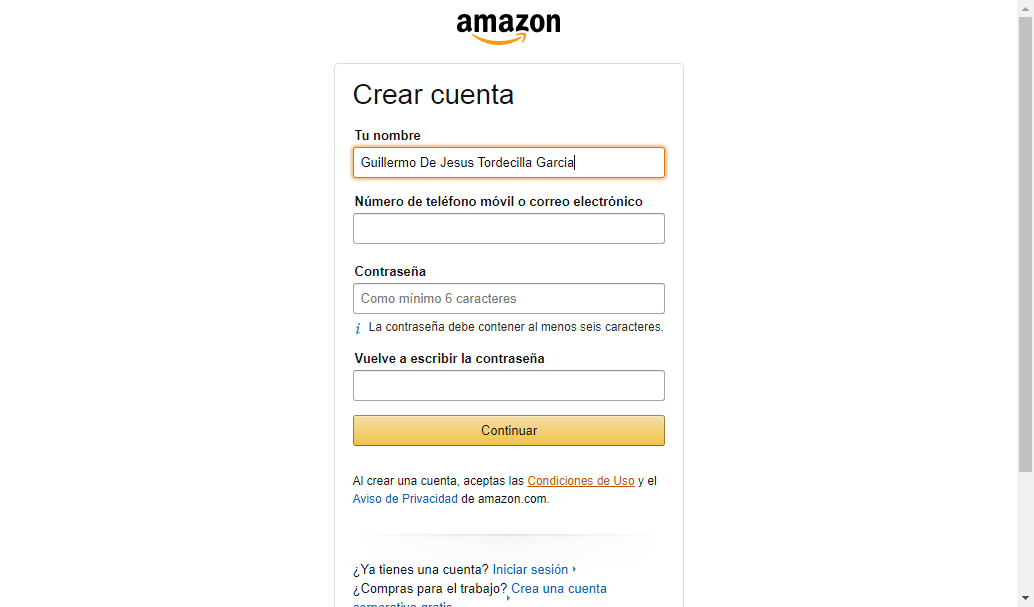 amazon
Crear cuenta
Tu nombre
Guillermo De Jesus Tordecilla Garcia
Número de teléfono móvil o correo electrónico
Contraseña
Como mínimo 6 caracteres
i La contraseña debe contener al menos seis caracteres.
Vuelve a escribir la contraseña
Continuar
Al crear una cuenta, aceptas las Condiciones de Uso y el
Aviso de Privacidad de amazon.com.
¿Ya tienes una cuenta? Iniciar sesión
¿Compras para el trabajo? Crea una cuenta
corporativa gratis